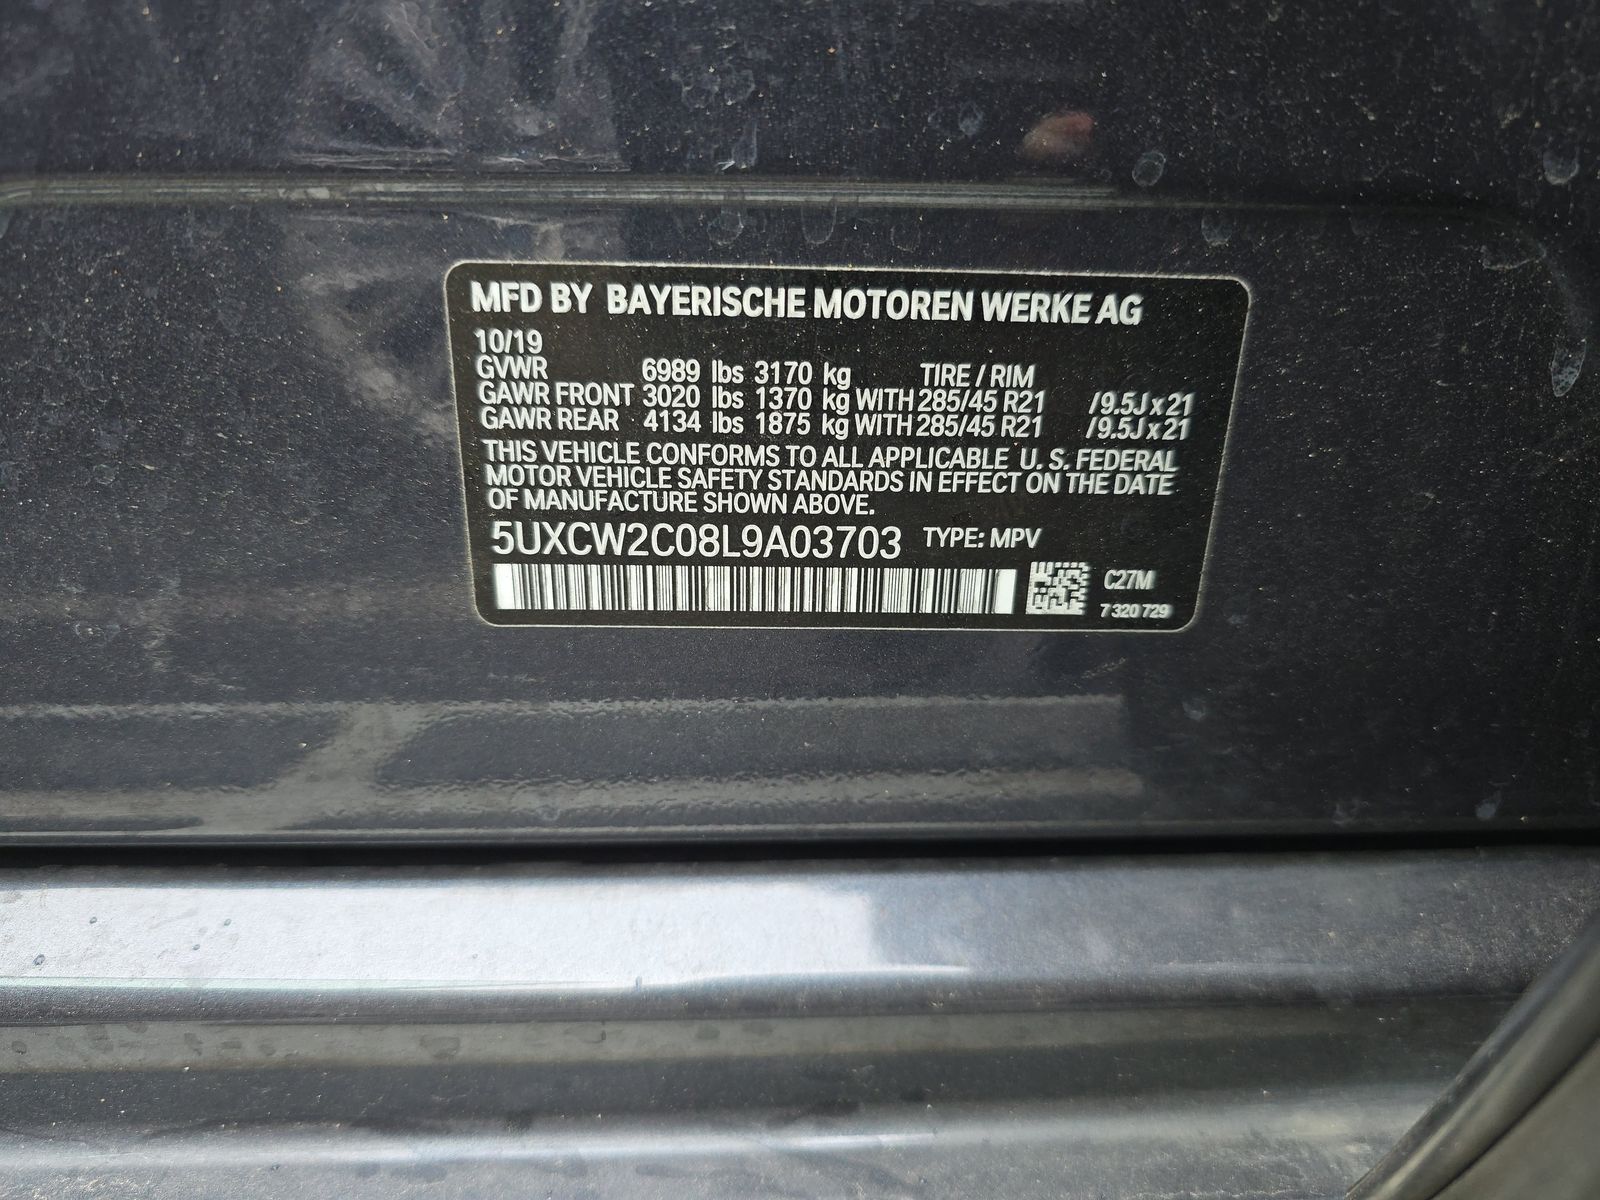 MFD BY BAYERISCHE MOTOREN WERKE AG
10/19
GVWR 6989 lbs 3170 kg TIRE / RIM
GAWR FRONT 3020 lbs 1370 kg WITH 285/45 R21 /9.5J x 21
GAWR REAR 4134 lbs 1875 kg WITH 285/45 R21 /9.5J x 21
THIS VEHICLE CONFORMS TO ALL APPLICABLE U. S. FEDERAL
MOTOR VEHICLE SAFETY STANDARDS IN EFFECT ON THE DATE
OF MANUFACTURE SHOWN ABOVE.
5UXCW2C08L9A03703 TYPE: MPV
C27M
7 320 729